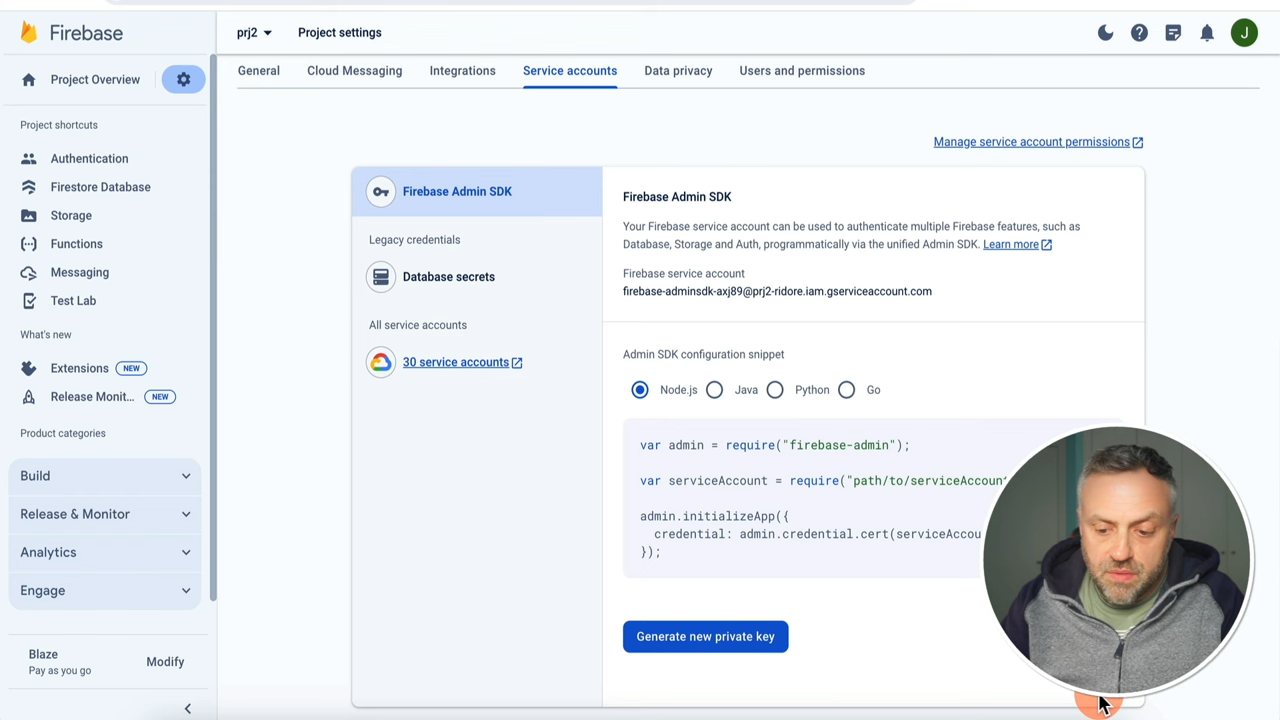 Firebase
prj2
Project settings
J
Project Overview
General
Cloud Messaging
Integrations
Service accounts
Data privacy
Users and permissions
Project shortcuts
Authentication
Firestore Database
Storage
Functions
Messaging
Test Lab
What's new
Extensions NEW
Release Monit... NEW
Product categories
Build
Release & Monitor
Analytics
Engage
Blaze
Pay as you go
Modify
Manage service account permissions
Firebase Admin SDK
Legacy credentials
Database secrets
All service accounts
30 service accounts
Firebase Admin SDK
Your Firebase service account can be used to authenticate multiple Firebase features, such as
Database, Storage and Auth, programmatically via the unified Admin SDK. Learn more
Firebase service account
firebase-adminsdk-axj89@prj2-ridore.iam.gserviceaccount.com
Admin SDK configuration snippet
Node.js
Java
Python
Go
var admin = require("firebase-admin");
var serviceAccount = require("path/to/serviceAccount
admin.initializeApp({
credential: admin.credential.cert(serviceAccou
});
Generate new private key